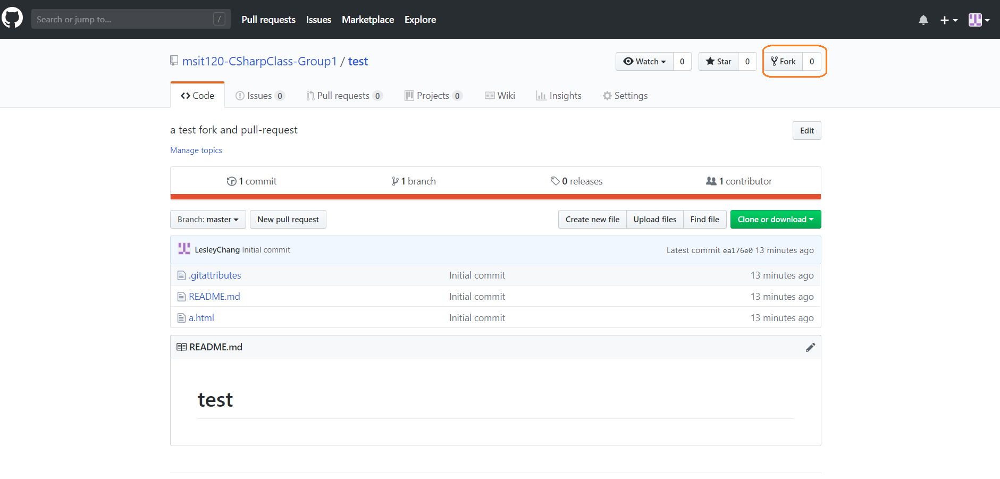 Search or jump to... /
Pull requests Issues Marketplace Explore
msit120-CSharpClass-Group1 / test
Watch 0 Star 0 Fork 0
Code Issues 0 Pull requests 0 Projects 0 Wiki Insights Settings
a test fork and pull-request
Edit
Manage topics
1 commit 1 branch 0 releases 1 contributor
Branch: master New pull request Create new file Upload files Find file Clone or download
LesleyChang Initial commit Latest commit ea176e0 13 minutes ago
.gitattributes Initial commit 13 minutes ago
README.md Initial commit 13 minutes ago
a.html Initial commit 13 minutes ago
README.md
test